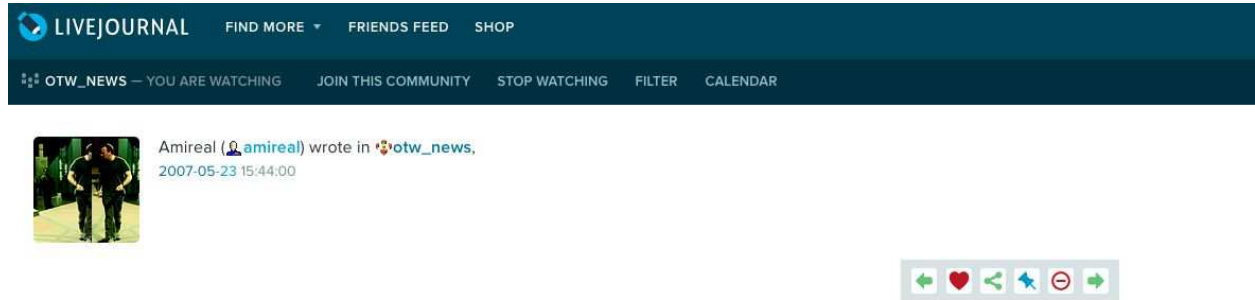 LIVEJOURNAL FIND MORE FRIENDS FEED SHOP
OTW_NEWS — YOU ARE WATCHING JOIN THIS COMMUNITY STOP WATCHING FILTER CALENDAR
Amireal (amireal) wrote in otw_news,
2007-05-23 15:44:00